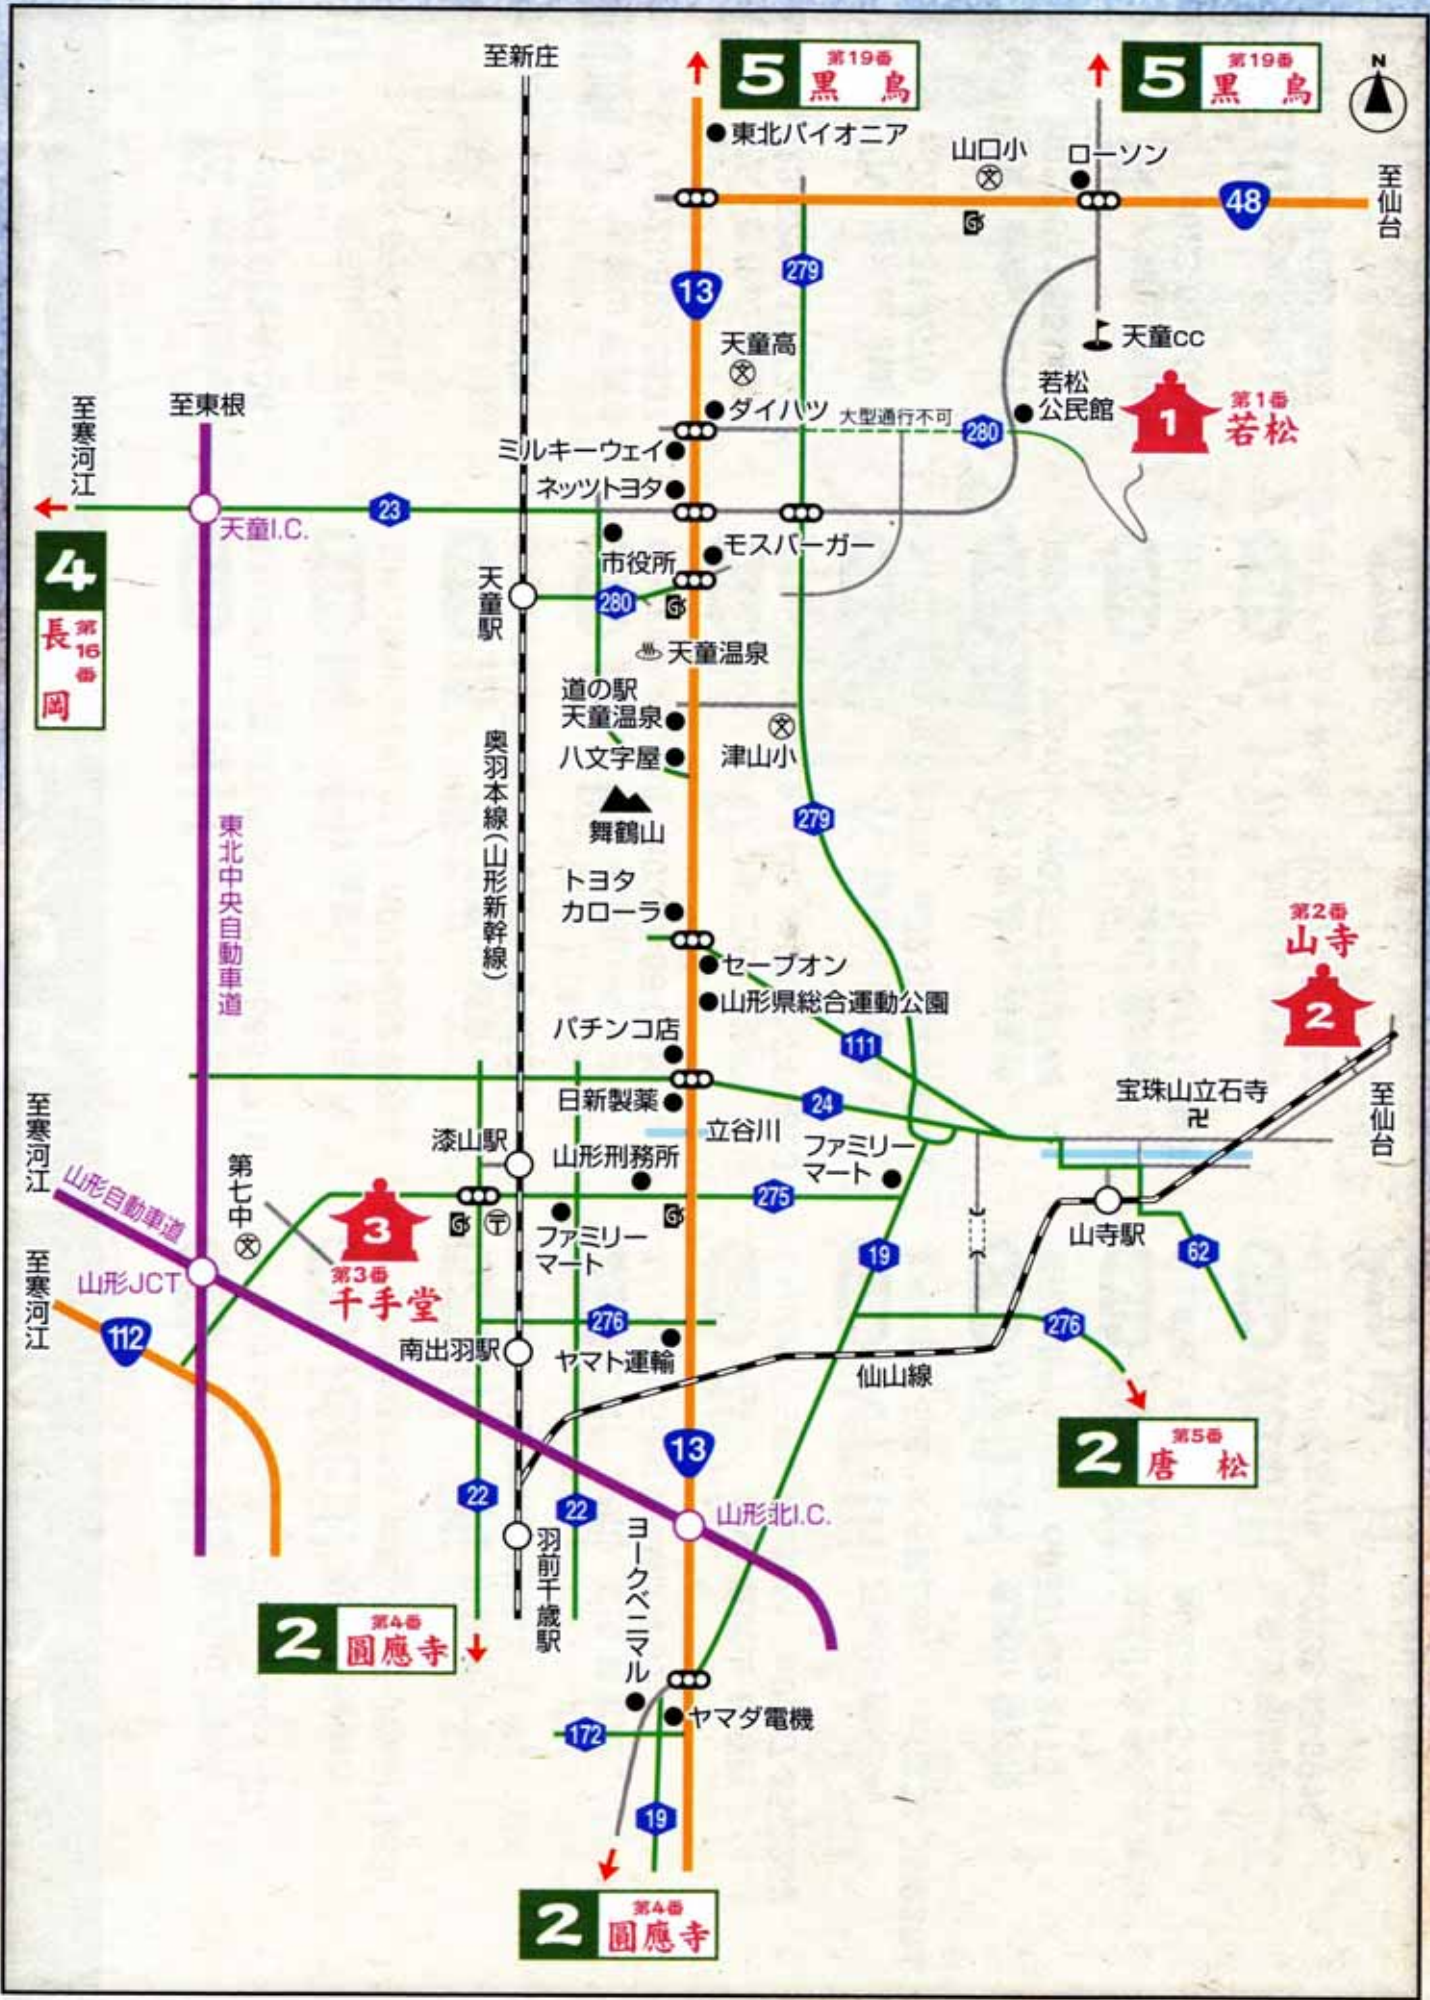 至新庄
5
第19番
黒鳥
5
第19番
黒鳥
N
東北パイオニア
山口小
文
ローソン
至仙台
48
GS
279
13
天童高
文
天童cc
ダイハツ
大型通行不可
280
若松
公民館
1
第1番
若松
至寒河江
至東根
ミルキーウェイ
ネッツトヨタ
23
天童I.C.
市役所
モスバーガー
4
第16番
長岡
天童駅
280
GS
天童温泉
道の駅
天童温泉
八文字屋
文
津山小
奥羽本線(山形新幹線)
舞鶴山
279
東北中央自動車道
トヨタ
カローラ
セーブオン
山形県総合運動公園
第2番
山寺
2
パチンコ店
111
日新製薬
24
宝珠山立石寺
卍
至仙台
至寒河江
漆山駅
立谷川
山形刑務所
ファミリー
マート
第七中
文
山形自動車道
275
3
GS
〒
GS
ファミリー
マート
山寺駅
19
62
至寒河江
山形JCT
第3番
千手堂
112
276
276
南出羽駅
ヤマト運輸
仙山線
2
第5番
唐松
13
22
22
山形北I.C.
羽前千歳駅
ヨークベニマル
2
第4番
圓應寺
ヤマダ電機
172
19
2
第4番
圓應寺